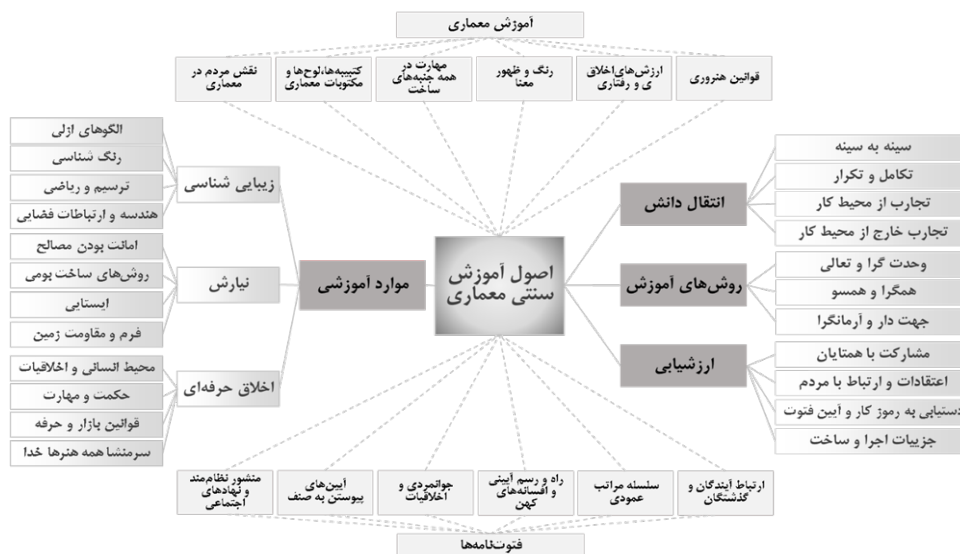 آموزش معماری
قوانین هنروری
ارزش‌های‌اخلاق
ی و رفتاری
رنگ و ظهور
معنا
مهارت در
همه جنبه‌های
ساخت
کتیبه‌ها،لوح‌ها و
مکتوبات معماری
نقش مردم در
معماری
سینه به سینه
تکامل و تکرار
تجارب از محیط کار
تجارب خارج از محیط کار
انتقال دانش
وحدت گرا و تعالی
همگرا و همسو
جهت دار و آرمانگرا
روش‌های آموزش
مشارکت با همتایان
اعتقادات و ارتباط با مردم
دستیابی به رموز کار و آیین فتوت
جزییات اجرا و ساخت
ارزشیابی
اصول آموزش
سنتی معماری
موارد آموزشی
زیبایی شناسی
الگوهای ازلی
رنگ شناسی
ترسیم و ریاضی
هندسه و ارتباطات فضایی
نیارش
امانت بودن مصالح
روش‌های ساخت بومی
ایستایی
فرم و مقاومت زمین
اخلاق حرفه‌ای
محیط انسانی و اخلاقیات
حکمت و مهارت
قوانین بازار و حرفه
سرمنشا همه هنرها خدا
ارتباط آیندگان و
گذشتگان
سلسله مراتب
عمودی
راه و رسم آیینی
و افسانه‌های
کهن
جوانمردی و
اخلاقیات
آیین‌های
پیوستن به صنف
منشور نظام‌مند
و نهادهای
اجتماعی
فتوت‌نامه‌ها